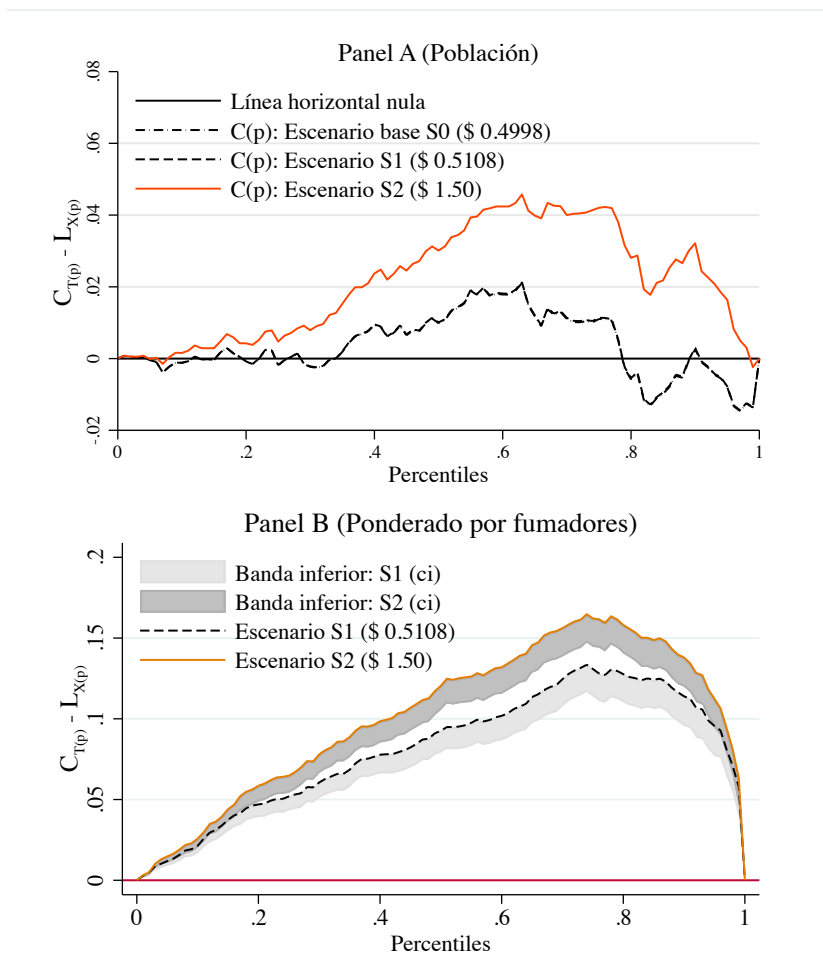 Panel A (Población)
.08
.06
.04
.02
0
-.02
C_T(p) - L_X(p)
Línea horizontal nula
C(p): Escenario base S0 ($ 0.4998)
C(p): Escenario S1 ($ 0.5108)
C(p): Escenario S2 ($ 1.50)
0 .2 .4 .6 .8 1
Percentiles
Panel B (Ponderado por fumadores)
.2
.15
.1
.05
0
C_T(p) - L_X(p)
Banda inferior: S1 (ci)
Banda inferior: S2 (ci)
Escenario S1 ($ 0.5108)
Escenario S2 ($ 1.50)
0 .2 .4 .6 .8 1
Percentiles